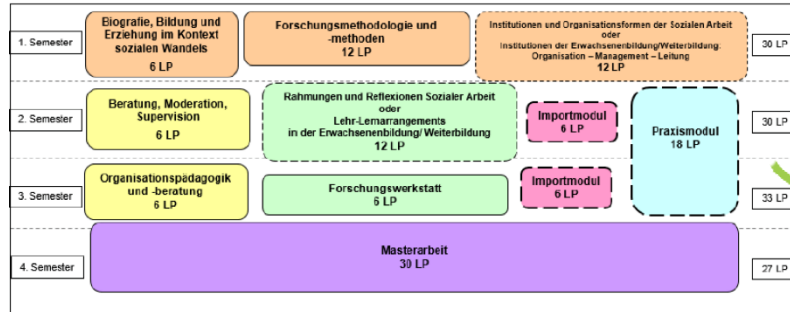 1. Semester
Biografie, Bildung und
Erziehung im Kontext
sozialen Wandels
6 LP
Forschungsmethodologie und
-methoden
12 LP
Institutionen und Organisationsformen der Sozialen Arbeit
oder
Institutionen der Erwachsenenbildung/Weiterbildung:
Organisation – Management – Leitung
12 LP
30 LP
2. Semester
Beratung, Moderation,
Supervision
6 LP
Rahmungen und Reflexionen Sozialer Arbeit
oder
Lehr-Lernarrangements
in der Erwachsenenbildung/ Weiterbildung
12 LP
Importmodul
6 LP
Praxismodul
18 LP
30 LP
3. Semester
Organisationspädagogik
und -beratung
6 LP
Forschungswerkstatt
6 LP
Importmodul
6 LP
33 LP
4. Semester
Masterarbeit
30 LP
27 LP